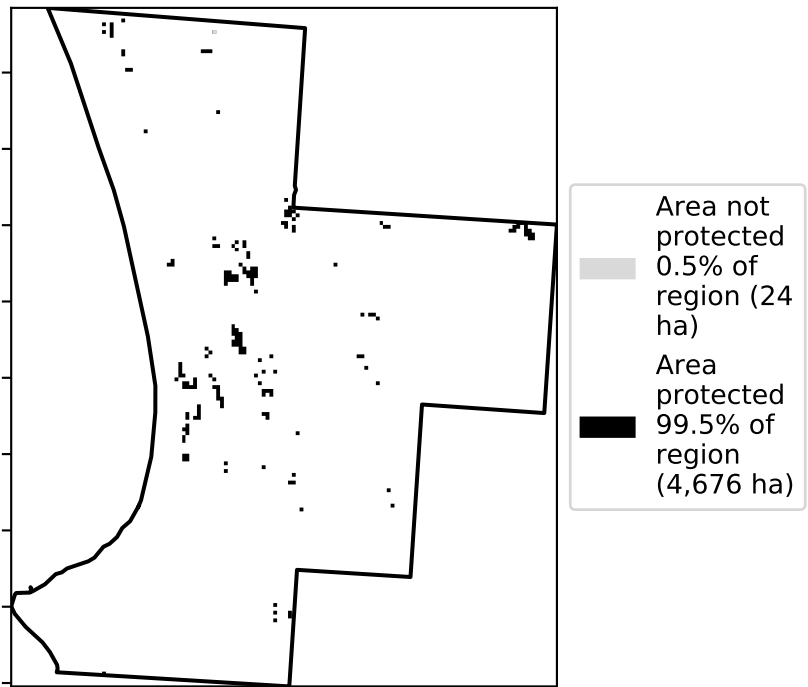 Area not
protected
0.5% of
region (24
ha)
Area
protected
99.5% of
region
(4,676 ha)